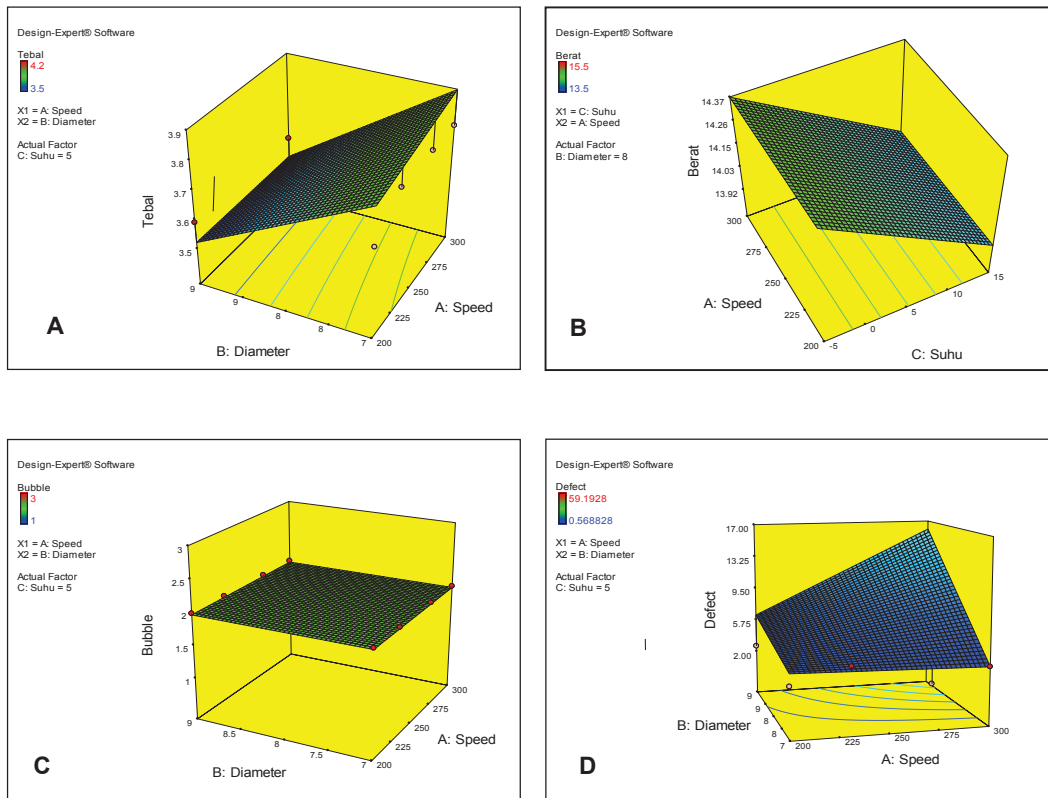 Design-Expert® Software
Tebal
4.2
3.5
X1 = A: Speed
X2 = B: Diameter
Actual Factor
C: Suhu = 5
3.9
3.8
3.7
3.6
3.5
Tebal
9
9
8
8
7
200
225
250
275
300
A: Speed
B: Diameter
A
Design-Expert® Software
Berat
15.5
13.5
X1 = C: Suhu
X2 = A: Speed
Actual Factor
B: Diameter = 8
14.37
14.26
14.15
14.03
13.92
Berat
300
275
250
225
200
-5
0
5
10
15
A: Speed
C: Suhu
B
Design-Expert® Software
Bubble
3
1
X1 = A: Speed
X2 = B: Diameter
Actual Factor
C: Suhu = 5
3
2.5
2
1.5
1
Bubble
9
8.5
8
7.5
7
200
225
250
275
300
A: Speed
B: Diameter
C
Design-Expert® Software
Defect
59.1928
0.568828
X1 = A: Speed
X2 = B: Diameter
Actual Factor
C: Suhu = 5
17.00
13.25
9.50
5.75
2.00
Defect
9
9
8
8
7
200
225
250
275
300
B: Diameter
A: Speed
D